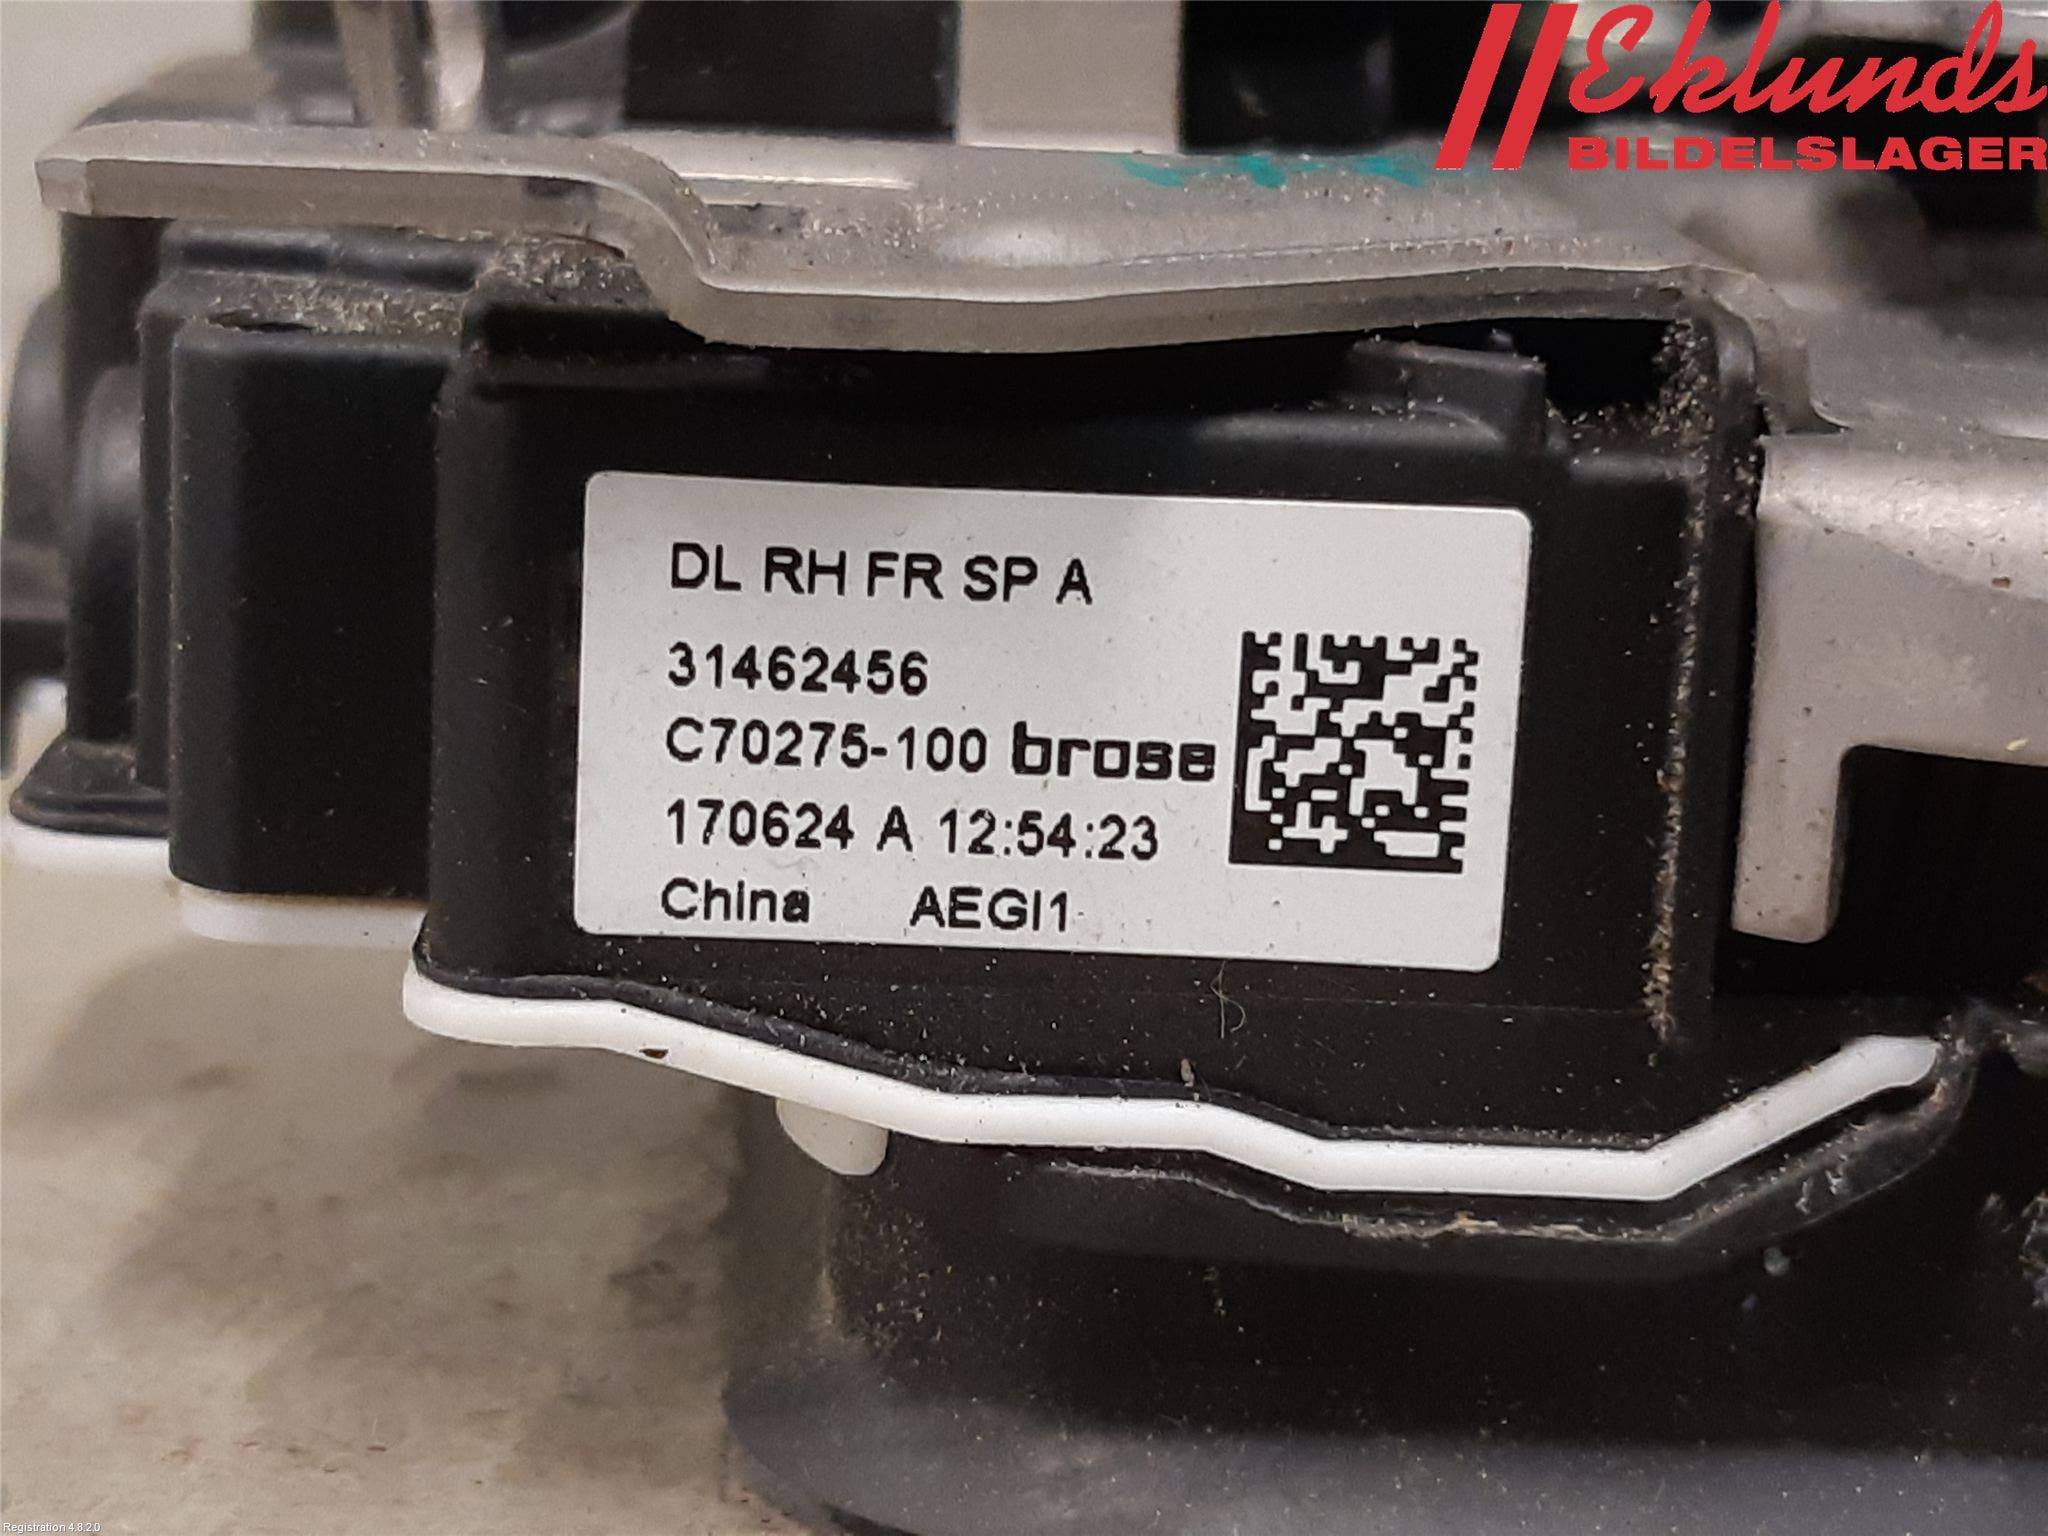 Eklunds
BILDELSLAGER
DL RH FR SP A
31462456
C70275-100 brose
170624 A 12:54:23
China AEGI1
Registration 4.8.2.0